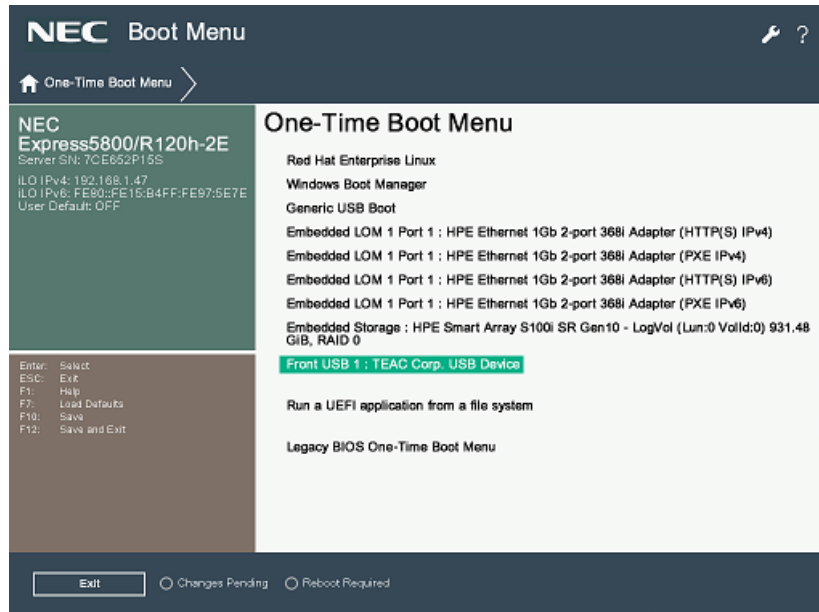 NEC Boot Menu
?
One-Time Boot Menu
NEC
Express5800/R120h-2E
Server SN: 7CE652P15S
iLO IPv4: 192.168.1.47
iLO IPv6: FE80::FE15:B4FF:FE97:5E7E
User Default: OFF
Enter: Select
ESC: Exit
F1: Help
F7: Load Defaults
F10: Save
F12: Save and Exit
One-Time Boot Menu
Red Hat Enterprise Linux
Windows Boot Manager
Generic USB Boot
Embedded LOM 1 Port 1 : HPE Ethernet 1Gb 2-port 368i Adapter (HTTP(S) IPv4)
Embedded LOM 1 Port 1 : HPE Ethernet 1Gb 2-port 368i Adapter (PXE IPv4)
Embedded LOM 1 Port 1 : HPE Ethernet 1Gb 2-port 368i Adapter (HTTP(S) IPv6)
Embedded LOM 1 Port 1 : HPE Ethernet 1Gb 2-port 368i Adapter (PXE IPv6)
Embedded Storage : HPE Smart Array S100i SR Gen10 - LogVol (Lun:0 VolId:0) 931.48
GiB, RAID 0
Front USB 1 : TEAC Corp. USB Device
Run a UEFI application from a file system
Legacy BIOS One-Time Boot Menu
Exit
Changes Pending
Reboot Required